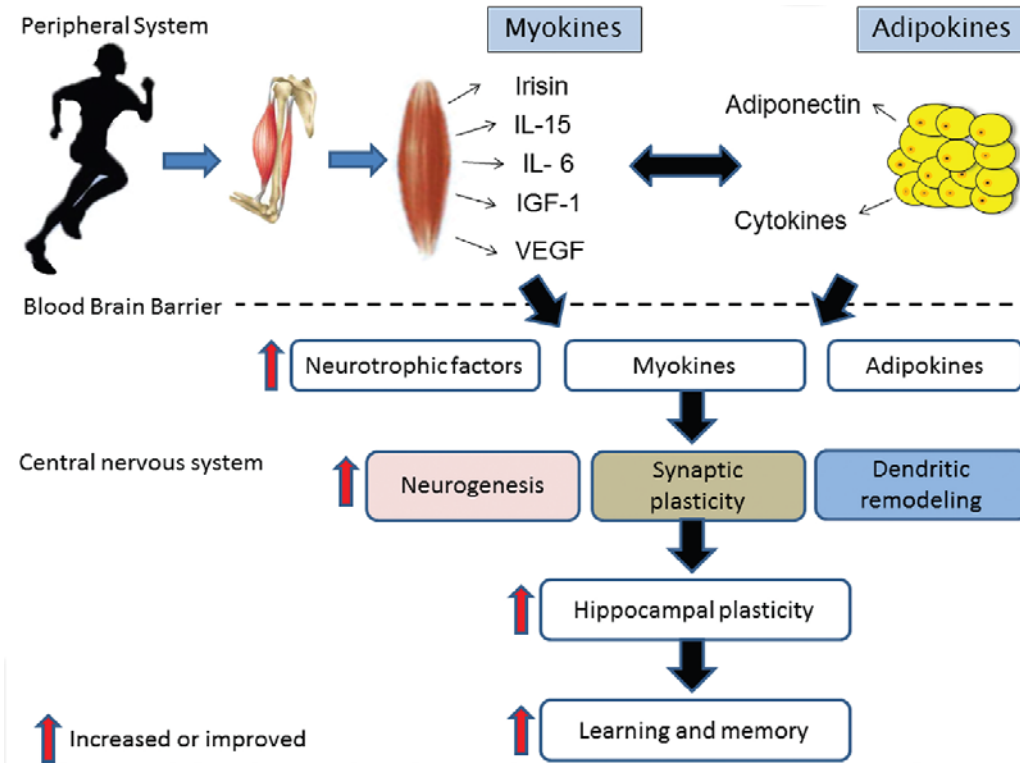 Peripheral System
Myokines
Adipokines
Irisin
IL-15
IL- 6
IGF-1
VEGF
Adiponectin
Cytokines
Blood Brain Barrier
Neurotrophic factors
Myokines
Adipokines
Central nervous system
Neurogenesis
Synaptic
plasticity
Dendritic
remodeling
Hippocampal plasticity
Learning and memory
Increased or improved